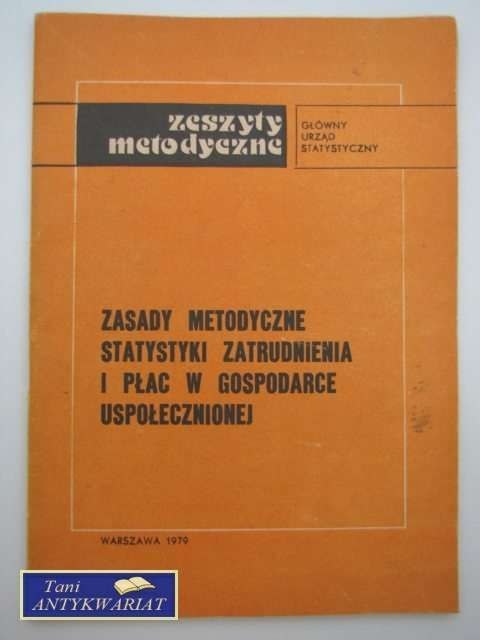 zeszyty
metodyczne
GŁÓWNY
URZĄD
STATYSTYCZNY
ZASADY METODYCZNE
STATYSTYKI ZATRUDNIENIA
I PŁAC W GOSPODARCE
USPOŁECZNIONEJ
WARSZAWA 1979
Tani
ANTYKWARIAT